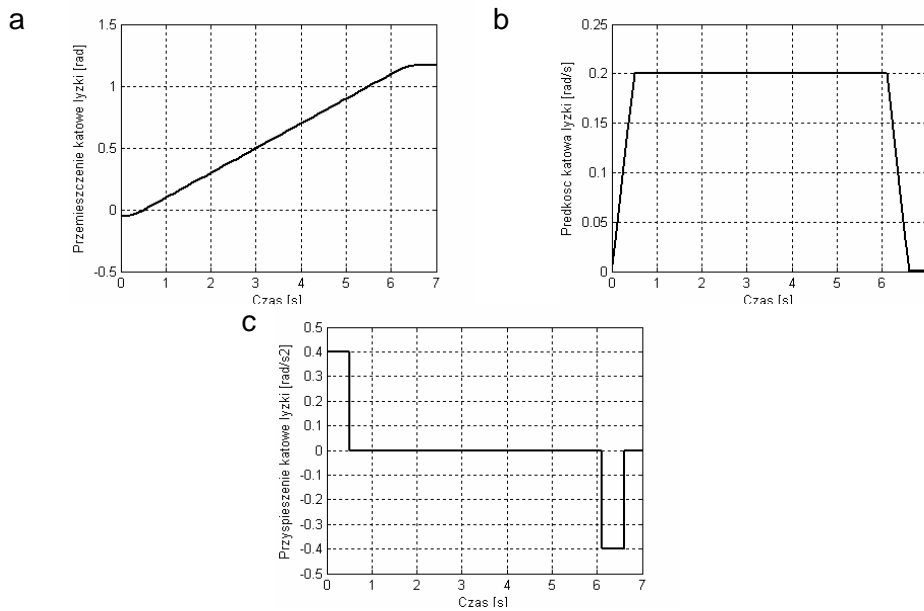 a
Przemieszczenie katowe lyzki [rad]
1.5
1
0.5
0
-0.5
0 1 2 3 4 5 6 7
Czas [s]
b
Predkosc katowa lyzki [rad/s]
0.25
0.2
0.15
0.1
0.05
0
0 1 2 3 4 5 6
Czas [s]
c
Przyspieszenie katowe lyzki [rad/s2]
0.5
0.4
0.3
0.2
0.1
0
-0.1
-0.2
-0.3
-0.4
-0.5
0 1 2 3 4 5 6 7
Czas [s]